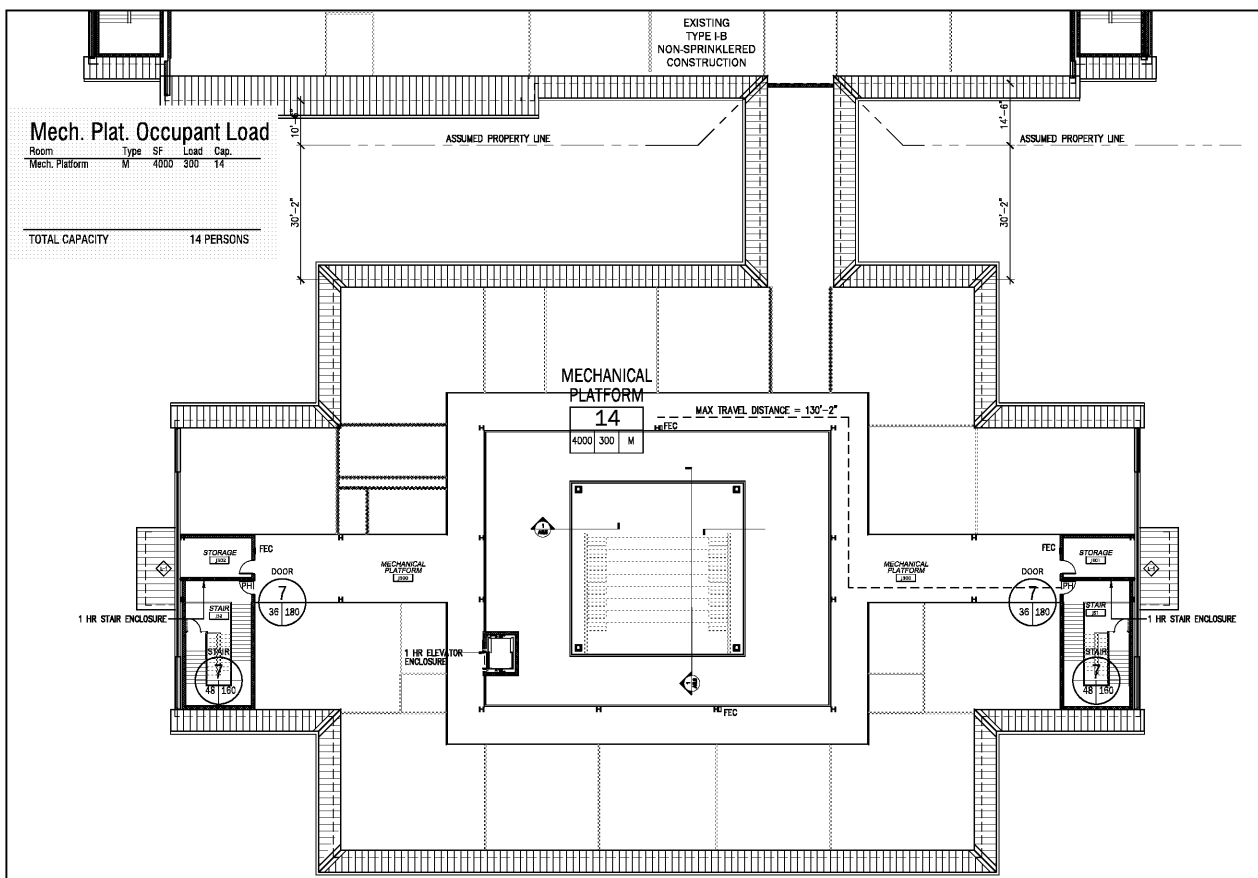 EXISTING
TYPE I-B
NON-SPRINKLERED
CONSTRUCTION
Mech. Plat. Occupant Load
Room Type SF Load Cap.
Mech. Platform M 4000 300 14
TOTAL CAPACITY 14 PERSONS
10'-6"
14'-6"
ASSUMED PROPERTY LINE
ASSUMED PROPERTY LINE
30'-2"
30'-2"
MECHANICAL
PLATFORM
14
4000 300 M
MAX TRAVEL DISTANCE = 130'-2"
FEC
STORAGE
FEC
DOOR
7
36 180
PH
MECHANICAL
PLATFORM
1 HR STAIR ENCLOSURE
STAIR
STAIR
7
48 160
1
1 HR ELEVATOR
ENCLOSURE
1
FEC
MECHANICAL
PLATFORM
FEC
STORAGE
DOOR
7
36 180
PH
STAIR
1 HR STAIR ENCLOSURE
STAIR
7
48 160